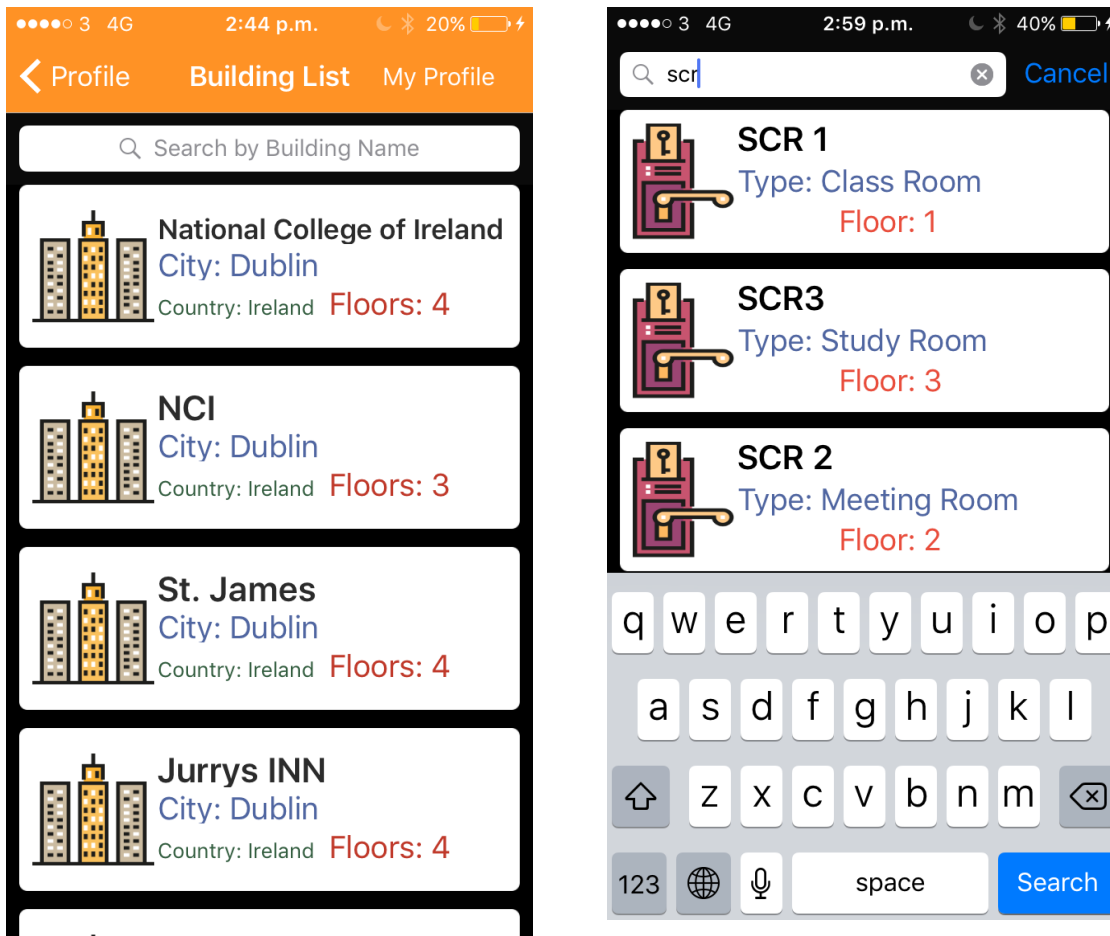 3 4G 2:44 p.m. 20%
Profile Building List My Profile
Search by Building Name
National College of Ireland
City: Dublin
Country: Ireland Floors: 4
NCI
City: Dublin
Country: Ireland Floors: 3
St. James
City: Dublin
Country: Ireland Floors: 4
Jurrys INN
City: Dublin
Country: Ireland Floors: 4
3 4G 2:59 p.m. 40%
scr Cancel
SCR 1
Type: Class Room
Floor: 1
SCR3
Type: Study Room
Floor: 3
SCR 2
Type: Meeting Room
Floor: 2
q w e r t y u i o p
a s d f g h j k l
z x c v b n m
123 space Search